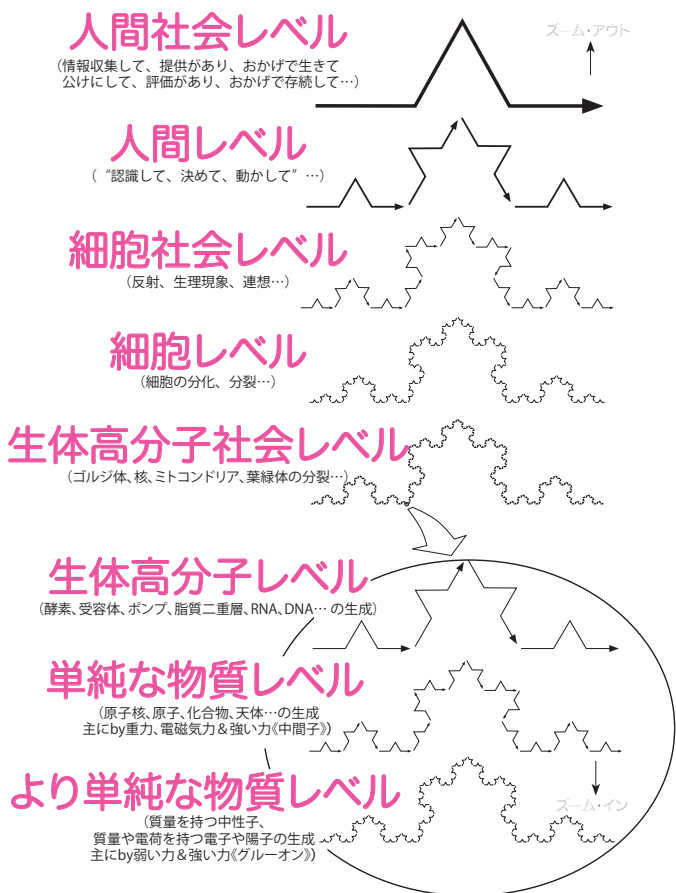 人間社会レベル
ズーム・アウト
(情報収集して、提供があり、おかげで生きて
公けにして、評価があり、おかげで存続して…)
人間レベル
( “認識して、決めて、動かして” …)
細胞社会レベル
(反射、生理現象、連想…)
細胞レベル
(細胞の分化、分裂…)
生体高分子社会レベル
(ゴルジ体、核、ミトコンドリア、葉緑体の分裂…)
生体高分子レベル
(酵素、受容体、ポンプ、脂質二重層、RNA、DNA… の生成)
単純な物質レベル
(原子核、原子、化合物、天体…の生成
主にby重力、電磁気力＆強い力《中間子》)
より単純な物質レベル
ズーム・イン
(質量を持つ中性子、
質量や電荷を持つ電子や陽子の生成
主にby弱い力＆強い力《グルーオン》)